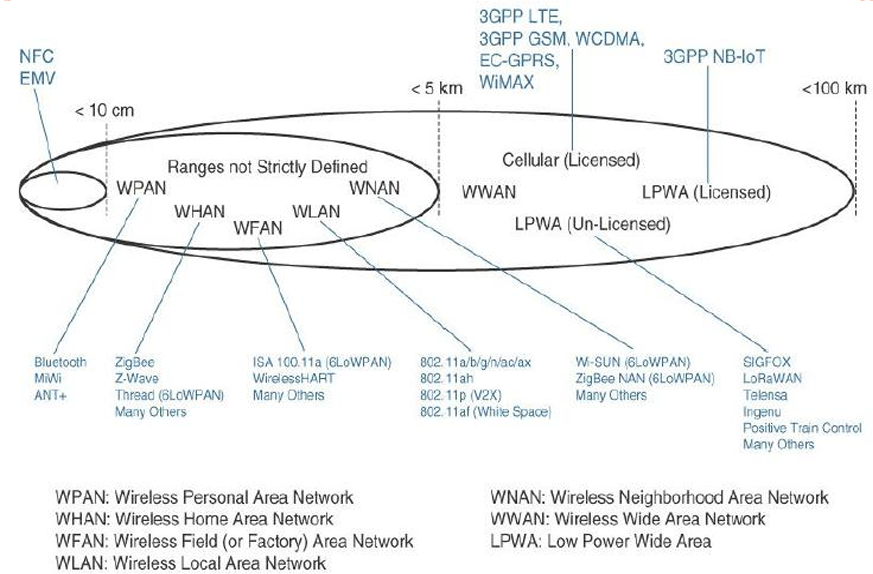 3GPP LTE,
3GPP GSM, WCDMA,
EC-GPRS,
WiMAX
NFC
EMV
3GPP NB-IoT
< 10 cm
< 5 km
<100 km
Ranges not Strictly Defined
Cellular (Licensed)
WPAN
WHAN
WFAN
WLAN
WNAN
WWAN
LPWA (Licensed)
LPWA (Un-Licensed)
Bluetooth
MiWi
ANT+
ZigBee
Z-Wave
Thread (6LoWPAN)
Many Others
ISA 100.11a (6LoWPAN)
WirelessHART
Many Others
802.11a/b/g/n/ac/ax
802.11ah
802.11p (V2X)
802.11af (White Space)
Wi-SUN (6LoWPAN)
ZigBee NAN (6LoWPAN)
Many Others
SIGFOX
LoRaWAN
Telensa
Ingenu
Positive Train Control
Many Others
WPAN: Wireless Personal Area Network
WHAN: Wireless Home Area Network
WFAN: Wireless Field (or Factory) Area Network
WLAN: Wireless Local Area Network
WNAN: Wireless Neighborhood Area Network
WWAN: Wireless Wide Area Network
LPWA: Low Power Wide Area